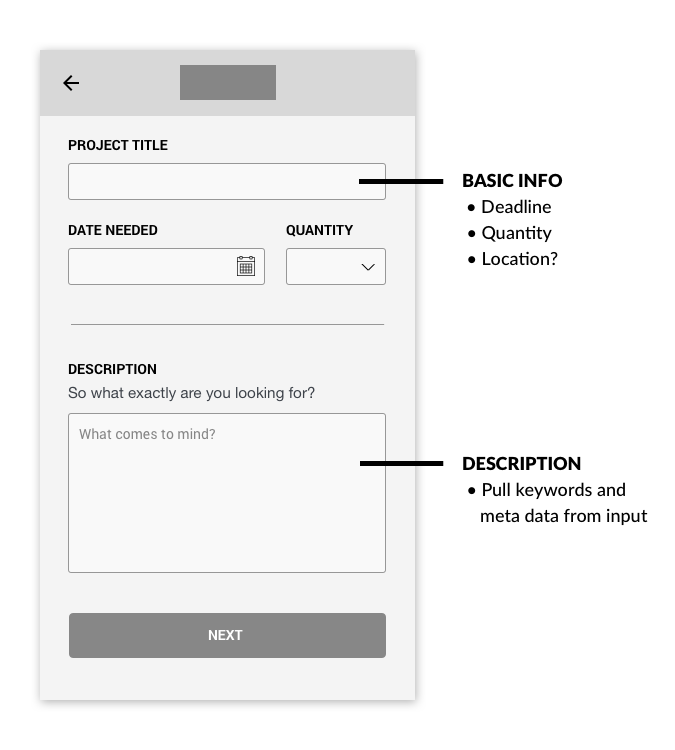 PROJECT TITLE
BASIC INFO
• Deadline
• Quantity
• Location?
DATE NEEDED
QUANTITY
DESCRIPTION
So what exactly are you looking for?
What comes to mind?
DESCRIPTION
• Pull keywords and
meta data from input
NEXT